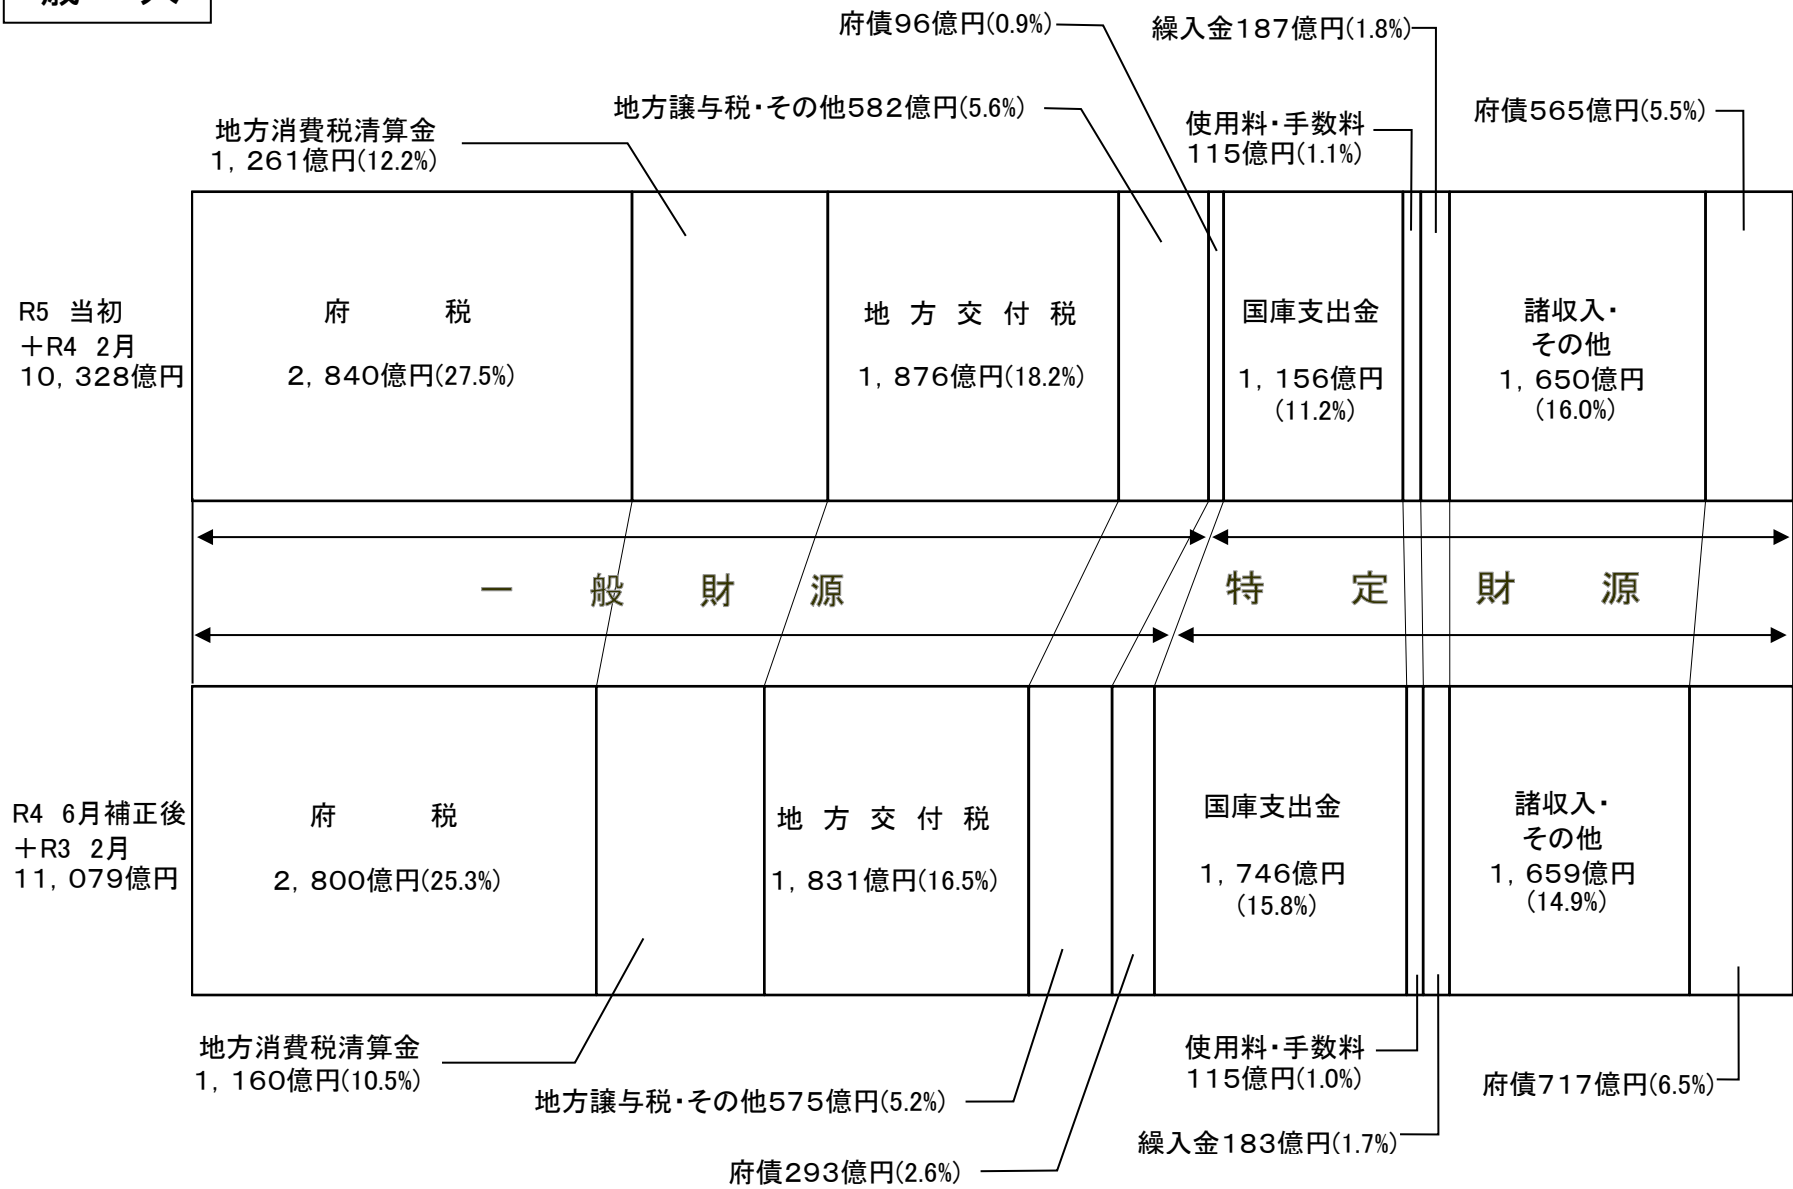 府債96億円(0.9%)
繰入金187億円(1.8%)
地方譲与税・その他582億円(5.6%)
府債565億円(5.5%)
地方消費税清算金
1，261億円(12.2%)
使用料・手数料
115億円(1.1%)
R5　当初
＋R4　2月
10，328億円
府　　　税
2，840億円(27.5%)
地　方　交　付　税
1，876億円(18.2%)
国庫支出金
1，156億円
(11.2%)
諸収入・
その他
1，650億円
(16.0%)
一　般　財　源
特　定　財　源
R4　6月補正後
＋R3　2月
11，079億円
府　　　税
2，800億円(25.3%)
地　方　交　付　税
1，831億円(16.5%)
国庫支出金
1，746億円
(15.8%)
諸収入・
その他
1，659億円
(14.9%)
地方消費税清算金
1，160億円(10.5%)
地方譲与税・その他575億円(5.2%)
府債293億円(2.6%)
使用料・手数料
115億円(1.0%)
繰入金183億円(1.7%)
府債717億円(6.5%)